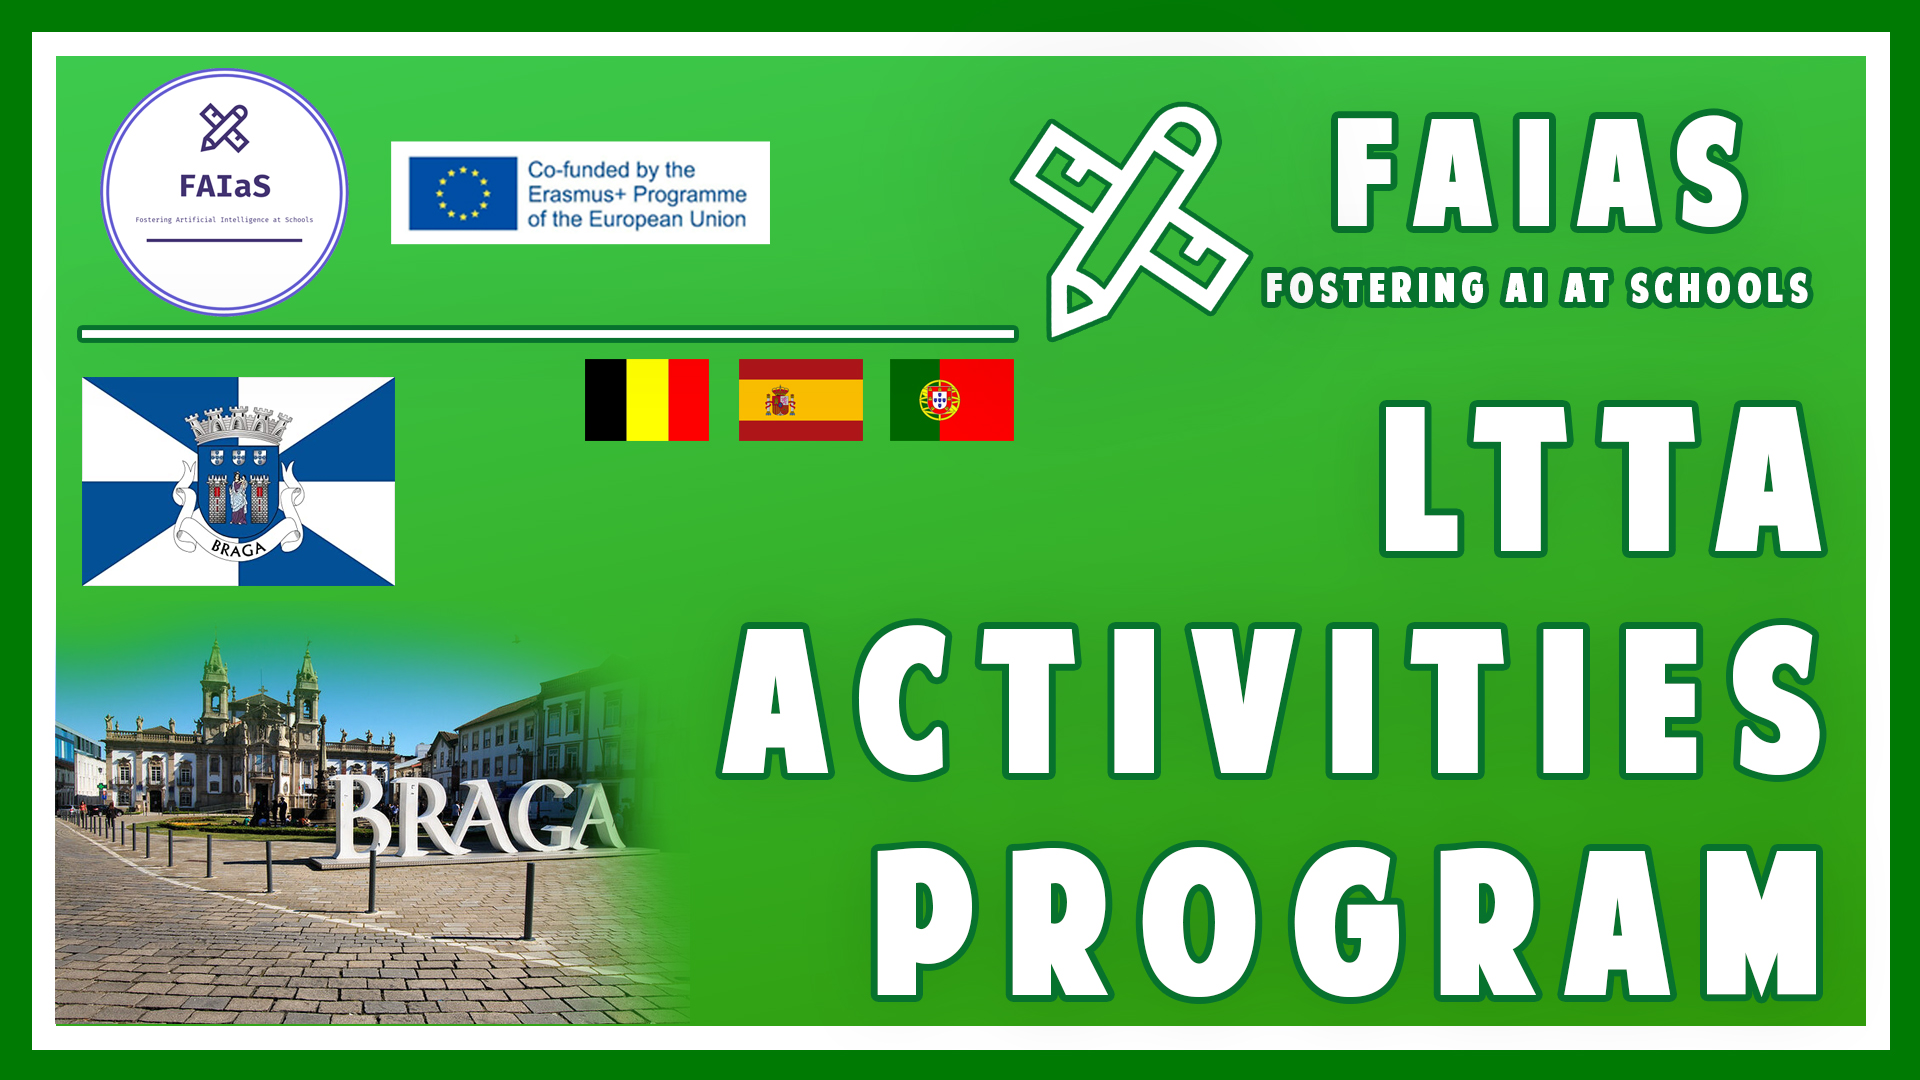 FAIaS
Fostering Artificial Intelligence at Schools
Co-funded by the
Erasmus+ Programme
of the European Union
FAIAS
FOSTERING AI AT SCHOOLS
BRAGA
LTTA
ACTIVITIES
PROGRAM
BRAGA